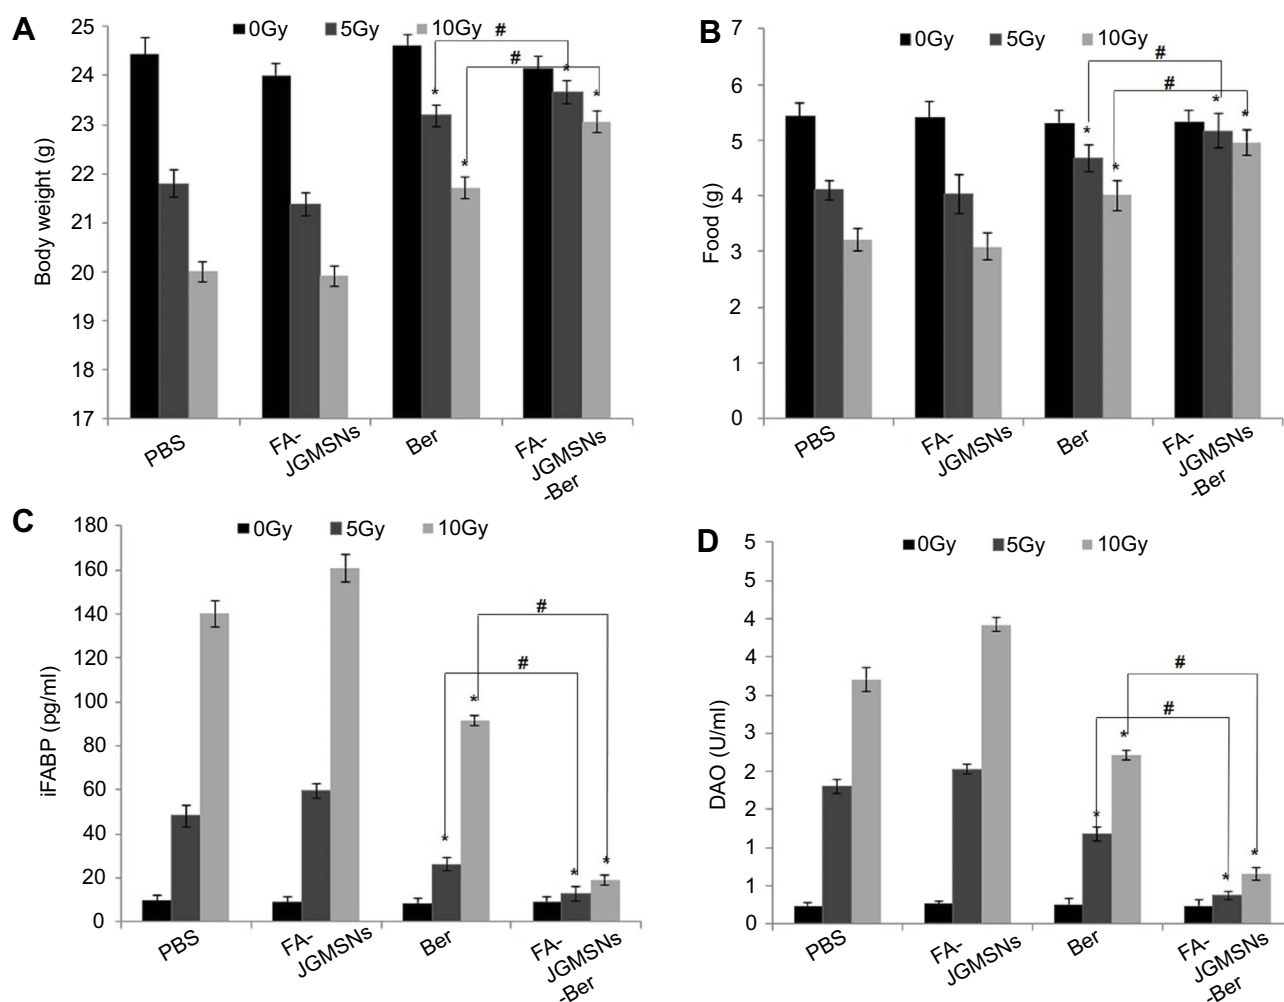 A
0Gy 5Gy 10Gy
Body weight (g)
25
24
23
22
21
20
19
18
17
#
#
* * * *
PBS
FA-
JGMSNs
Ber
FA-
JGMSNs
-Ber
B
0Gy 5Gy 10Gy
Food (g)
7
6
5
4
3
2
1
0
#
#
* * * *
PBS
FA-
JGMSNs
Ber
FA-
JGMSNs
-Ber
C
0Gy 5Gy 10Gy
iFABP (pg/ml)
180
160
140
120
100
80
60
40
20
0
#
#
* * * *
PBS
FA-
JGMSNs
Ber
FA-
JGMSNs
-Ber
D
0Gy 5Gy 10Gy
DAO (U/ml)
5
5
4
4
3
3
2
2
1
1
0
#
#
* * * *
PBS
FA-
JGMSNs
Ber
FA-
JGMSNs
-Ber